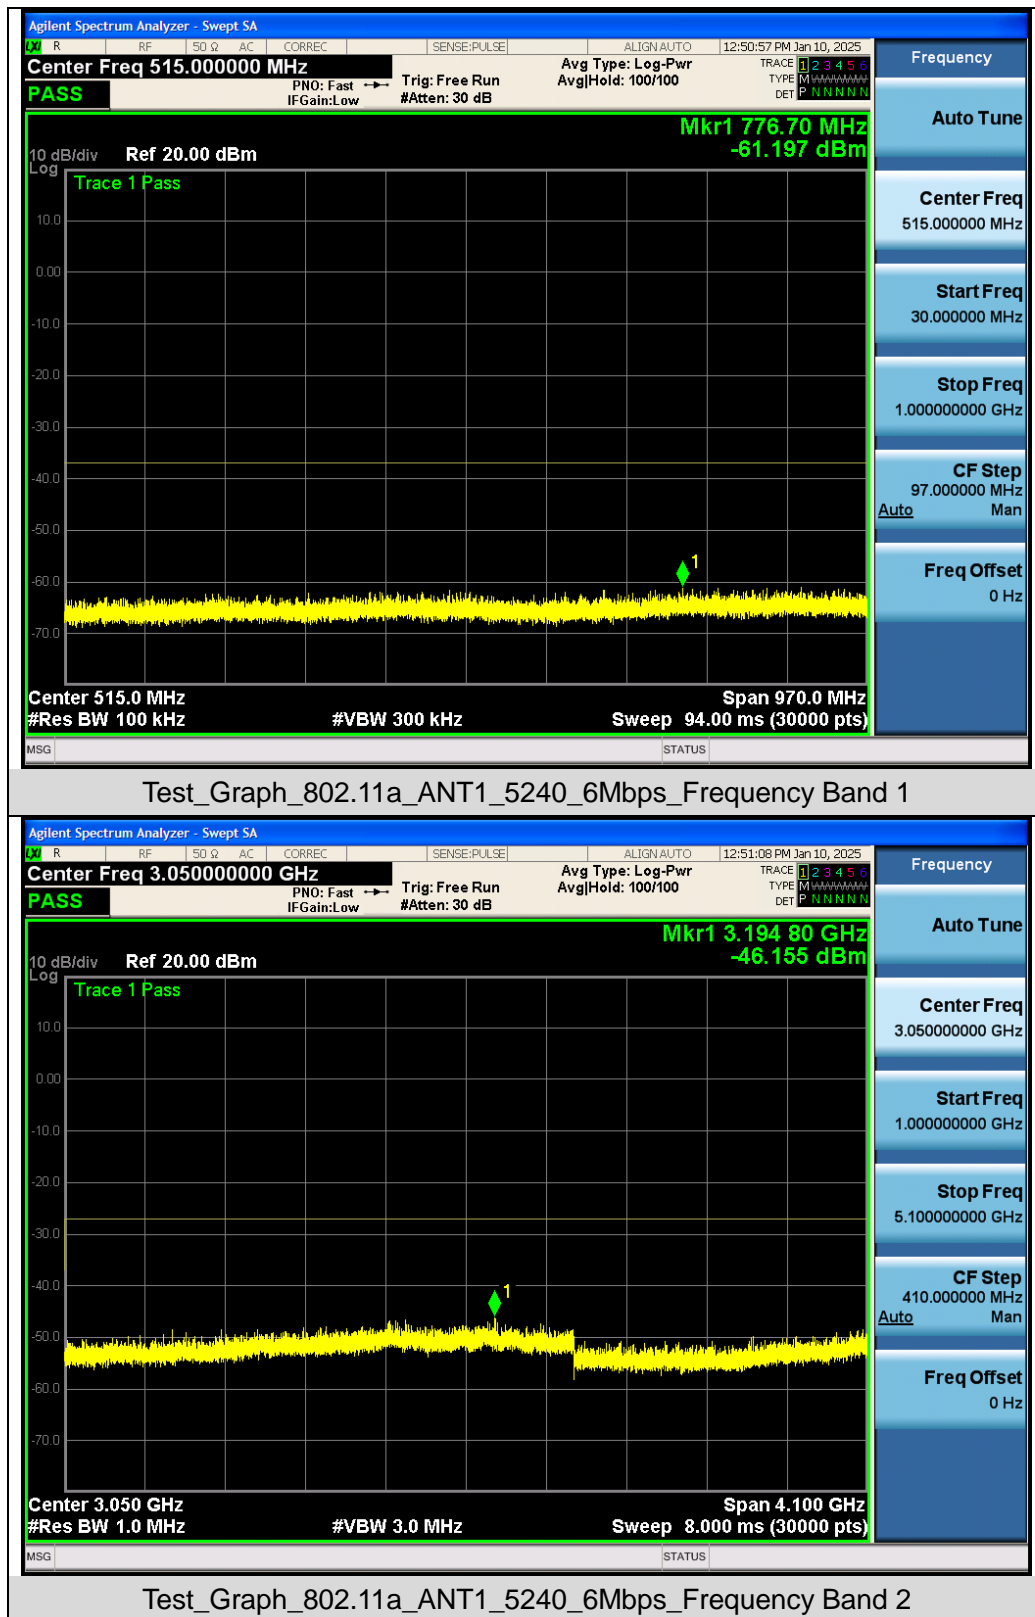 Agilent Spectrum Analyzer - Swept SA
LXI R RF 50 Ω AC CORREC SENSE:PULSE ALIGN AUTO 12:50:57 PM Jan 10, 2025
Center Freq 515.000000 MHz
PASS
PNO: Fast
IFGain:Low
Trig: Free Run
#Atten: 30 dB
Avg Type: Log-Pwr
Avg|Hold: 100/100
TRACE 1 2 3 4 5 6
TYPE M
DET P N N N N N
Mkr1 776.70 MHz
-61.197 dBm
10 dB/div
Log
Ref 20.00 dBm
Trace 1 Pass
10.0
0.00
-10.0
-20.0
-30.0
-40.0
-50.0
-60.0
-70.0
1
Center 515.0 MHz
Span 970.0 MHz
#Res BW 100 kHz
#VBW 300 kHz
Sweep 94.00 ms (30000 pts)
MSG
STATUS
Frequency
Auto Tune
Center Freq
515.000000 MHz
Start Freq
30.000000 MHz
Stop Freq
1.000000000 GHz
CF Step
97.000000 MHz
Auto Man
Freq Offset
0 Hz
Test_Graph_802.11a_ANT1_5240_6Mbps_Frequency Band 1
Agilent Spectrum Analyzer - Swept SA
LXI R RF 50 Ω AC CORREC SENSE:PULSE ALIGN AUTO 12:51:08 PM Jan 10, 2025
Center Freq 3.050000000 GHz
PASS
PNO: Fast
IFGain:Low
Trig: Free Run
#Atten: 30 dB
Avg Type: Log-Pwr
Avg|Hold: 100/100
TRACE 1 2 3 4 5 6
TYPE M
DET P N N N N N
Mkr1 3.194 80 GHz
-46.155 dBm
10 dB/div
Log
Ref 20.00 dBm
Trace 1 Pass
10.0
0.00
-10.0
-20.0
-30.0
-40.0
-50.0
-60.0
-70.0
1
Center 3.050 GHz
Span 4.100 GHz
#Res BW 1.0 MHz
#VBW 3.0 MHz
Sweep 8.000 ms (30000 pts)
MSG
STATUS
Frequency
Auto Tune
Center Freq
3.050000000 GHz
Start Freq
1.000000000 GHz
Stop Freq
5.100000000 GHz
CF Step
410.000000 MHz
Auto Man
Freq Offset
0 Hz
Test_Graph_802.11a_ANT1_5240_6Mbps_Frequency Band 2